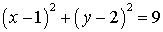 (x-1)² + (y-2)² = 9